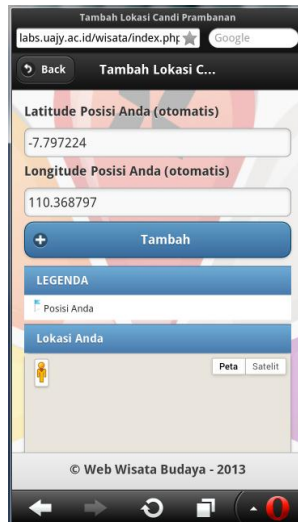 Tambah Lokasi Candi Prambanan
labs.uajy.ac.id/wisata/index.php
Google
Back
Tambah Lokasi C...
Latitude Posisi Anda (otomatis)
-7.797224
Longitude Posisi Anda (otomatis)
110.368797
Tambah
LEGENDA
Posisi Anda
Lokasi Anda
Peta
Satelit
© Web Wisata Budaya - 2013